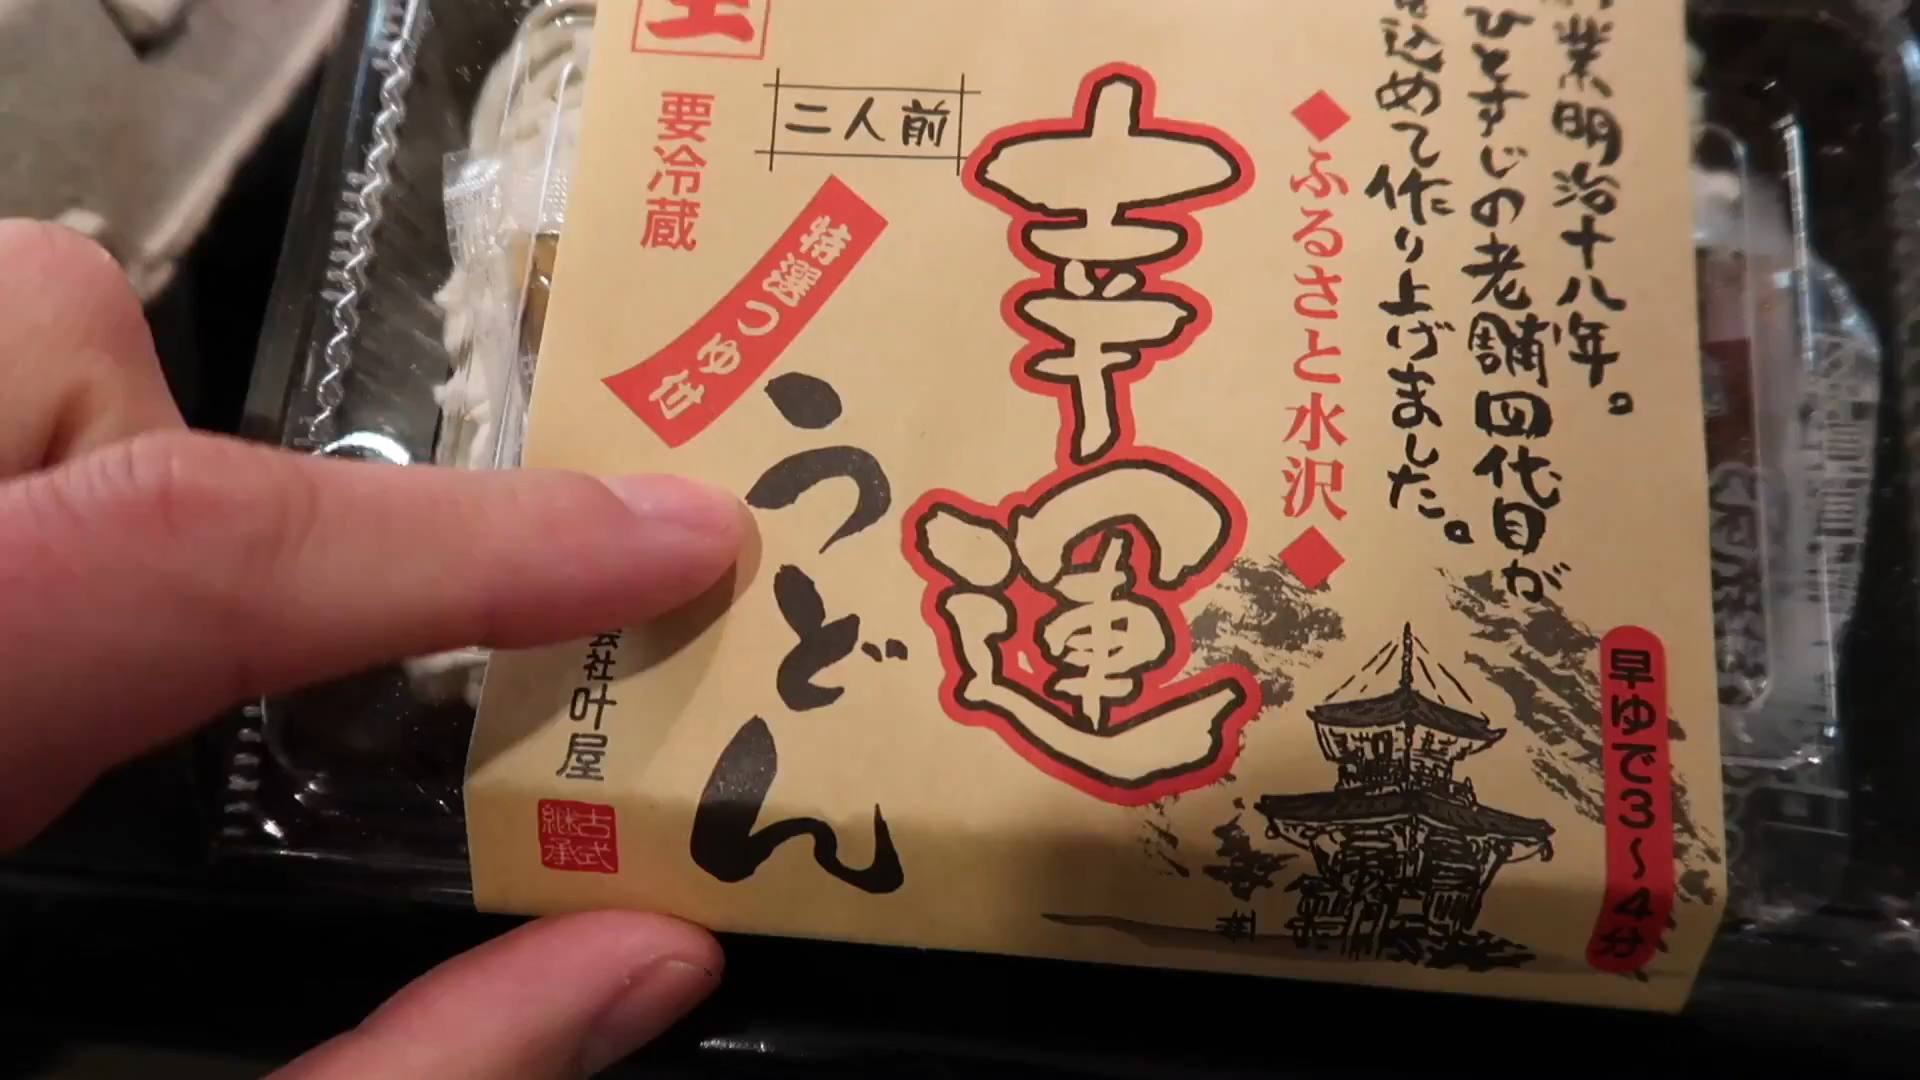 業明治十八年。
ひとすじの老舗四代目が
込めて作り上げました。
◆ふるさと水沢◆
幸運
うどん
二人前
生
要冷蔵
特選つゆ付
会社叶屋
古式
継承
早ゆで3〜4分